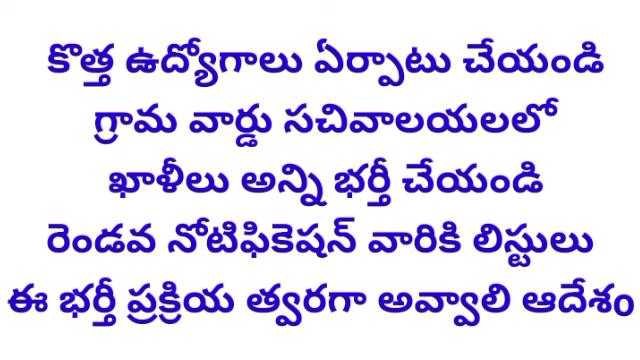 కొత్త ఉద్యోగాలు ఏర్పాటు చేయండి
గ్రామ వార్డు సచివాలయలలో
ఖాళీలు అన్ని భర్తీ చేయండి
రెండవ నోటిఫికెషన్ వారికి లిస్టులు
ఈ భర్తీ ప్రక్రియ త్వరగా అవ్వాలి ఆదేశం